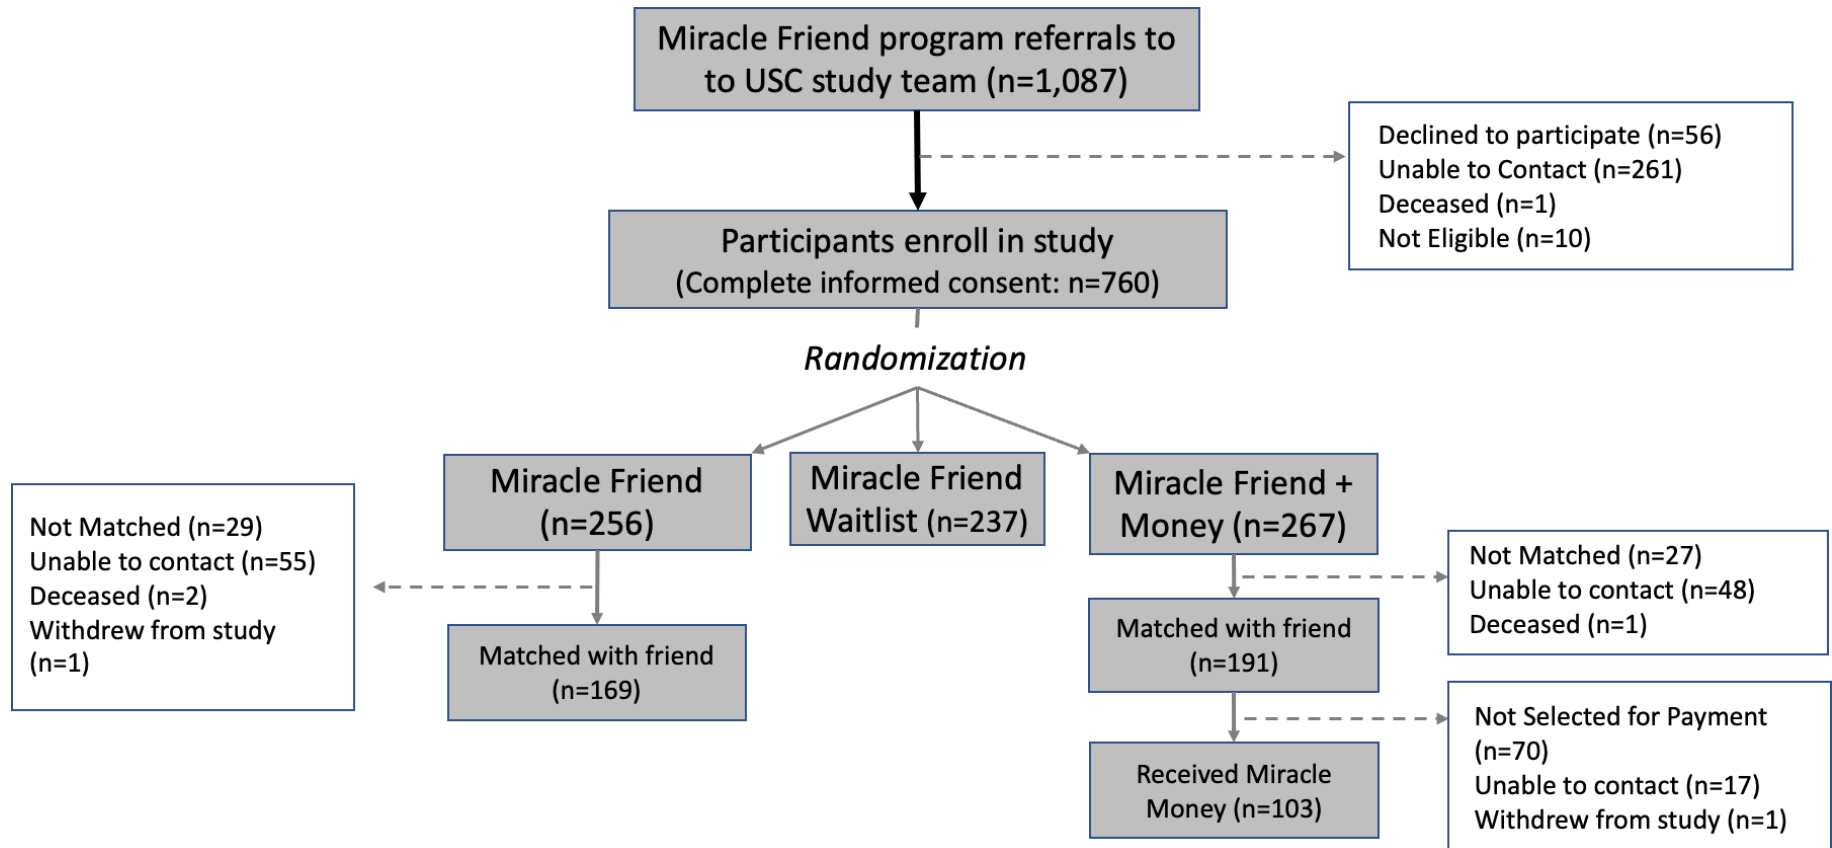 Miracle Friend program referrals to
to USC study team (n=1,087)
Declined to participate (n=56)
Unable to Contact (n=261)
Deceased (n=1)
Not Eligible (n=10)
Participants enroll in study
(Complete informed consent: n=760)
Randomization
Miracle Friend
(n=256)
Miracle Friend
Waitlist (n=237)
Miracle Friend +
Money (n=267)
Not Matched (n=29)
Unable to contact (n=55)
Deceased (n=2)
Withdrew from study
(n=1)
Matched with friend
(n=169)
Not Matched (n=27)
Unable to contact (n=48)
Deceased (n=1)
Matched with friend
(n=191)
Not Selected for Payment
(n=70)
Unable to contact (n=17)
Withdrew from study (n=1)
Received Miracle
Money (n=103)